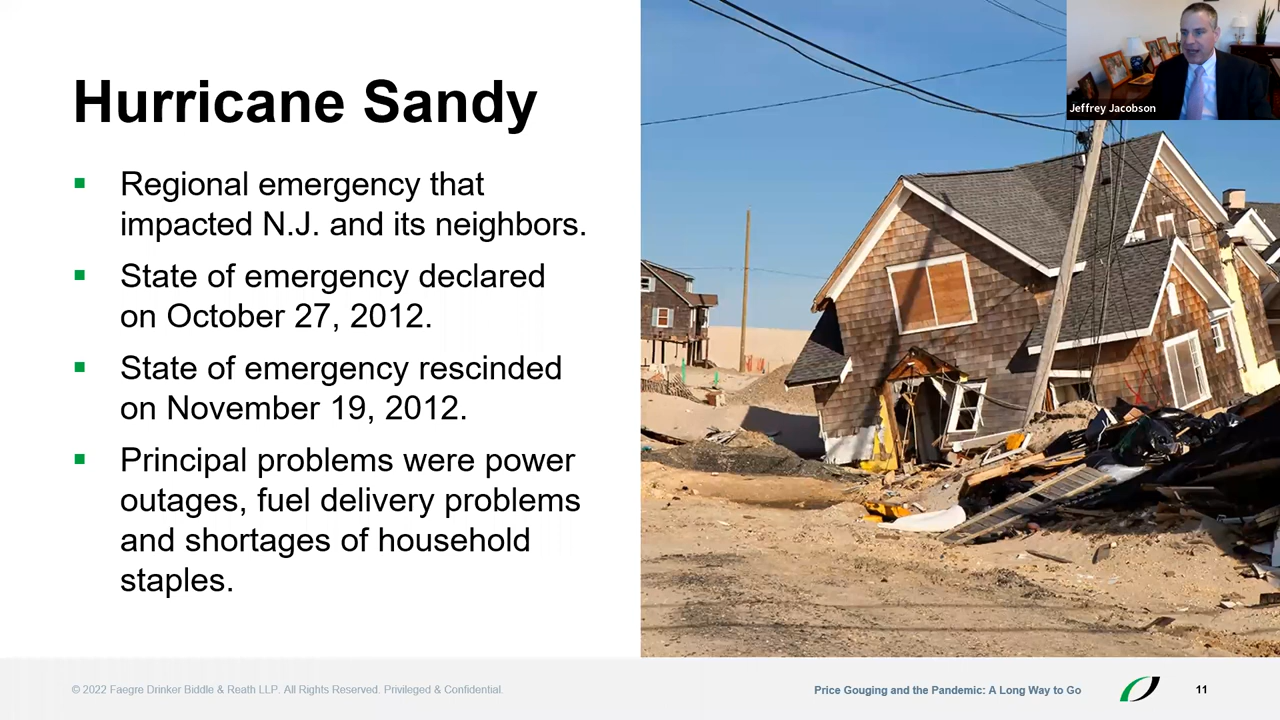 Hurricane Sandy
▪ Regional emergency that
impacted N.J. and its neighbors.
▪ State of emergency declared
on October 27, 2012.
▪ State of emergency rescinded
on November 19, 2012.
▪ Principal problems were power
outages, fuel delivery problems
and shortages of household
staples.
Jeffrey Jacobson
© 2022 Faegre Drinker Biddle & Reath LLP. All Rights Reserved. Privileged & Confidential.
Price Gouging and the Pandemic: A Long Way to Go
11